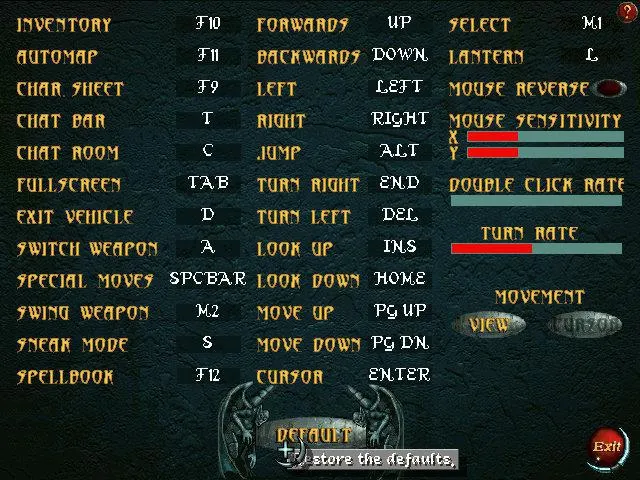 INVENTORY F10 FORWARDS UP SELECT M1 ?
AUTOMAP F11 BACKWARDS DOWN LANTERN L
CHAR SHEET F9 LEFT LEFT MOUSE REVERSE
CHAT BAR T RIGHT RIGHT MOUSE SENSITIVITY
X
CHAT ROOM C JUMP ALT Y
FULLSCREEN TAB TURN RIGHT END DOUBLE CLICK RATE
EXIT VEHICLE D TURN LEFT DEL
TURN RATE
SWITCH WEAPON A LOOK UP INS
SPECIAL MOVES SPCBAR LOOK DOWN HOME
MOVEMENT
SWING WEAPON M2 MOVE UP PG UP
VIEW CURSOR
SNEAK MODE S MOVE DOWN PG DN
SPELLBOOK F12 CURSOR ENTER
DEFAULT
Exit
Restore the defaults.